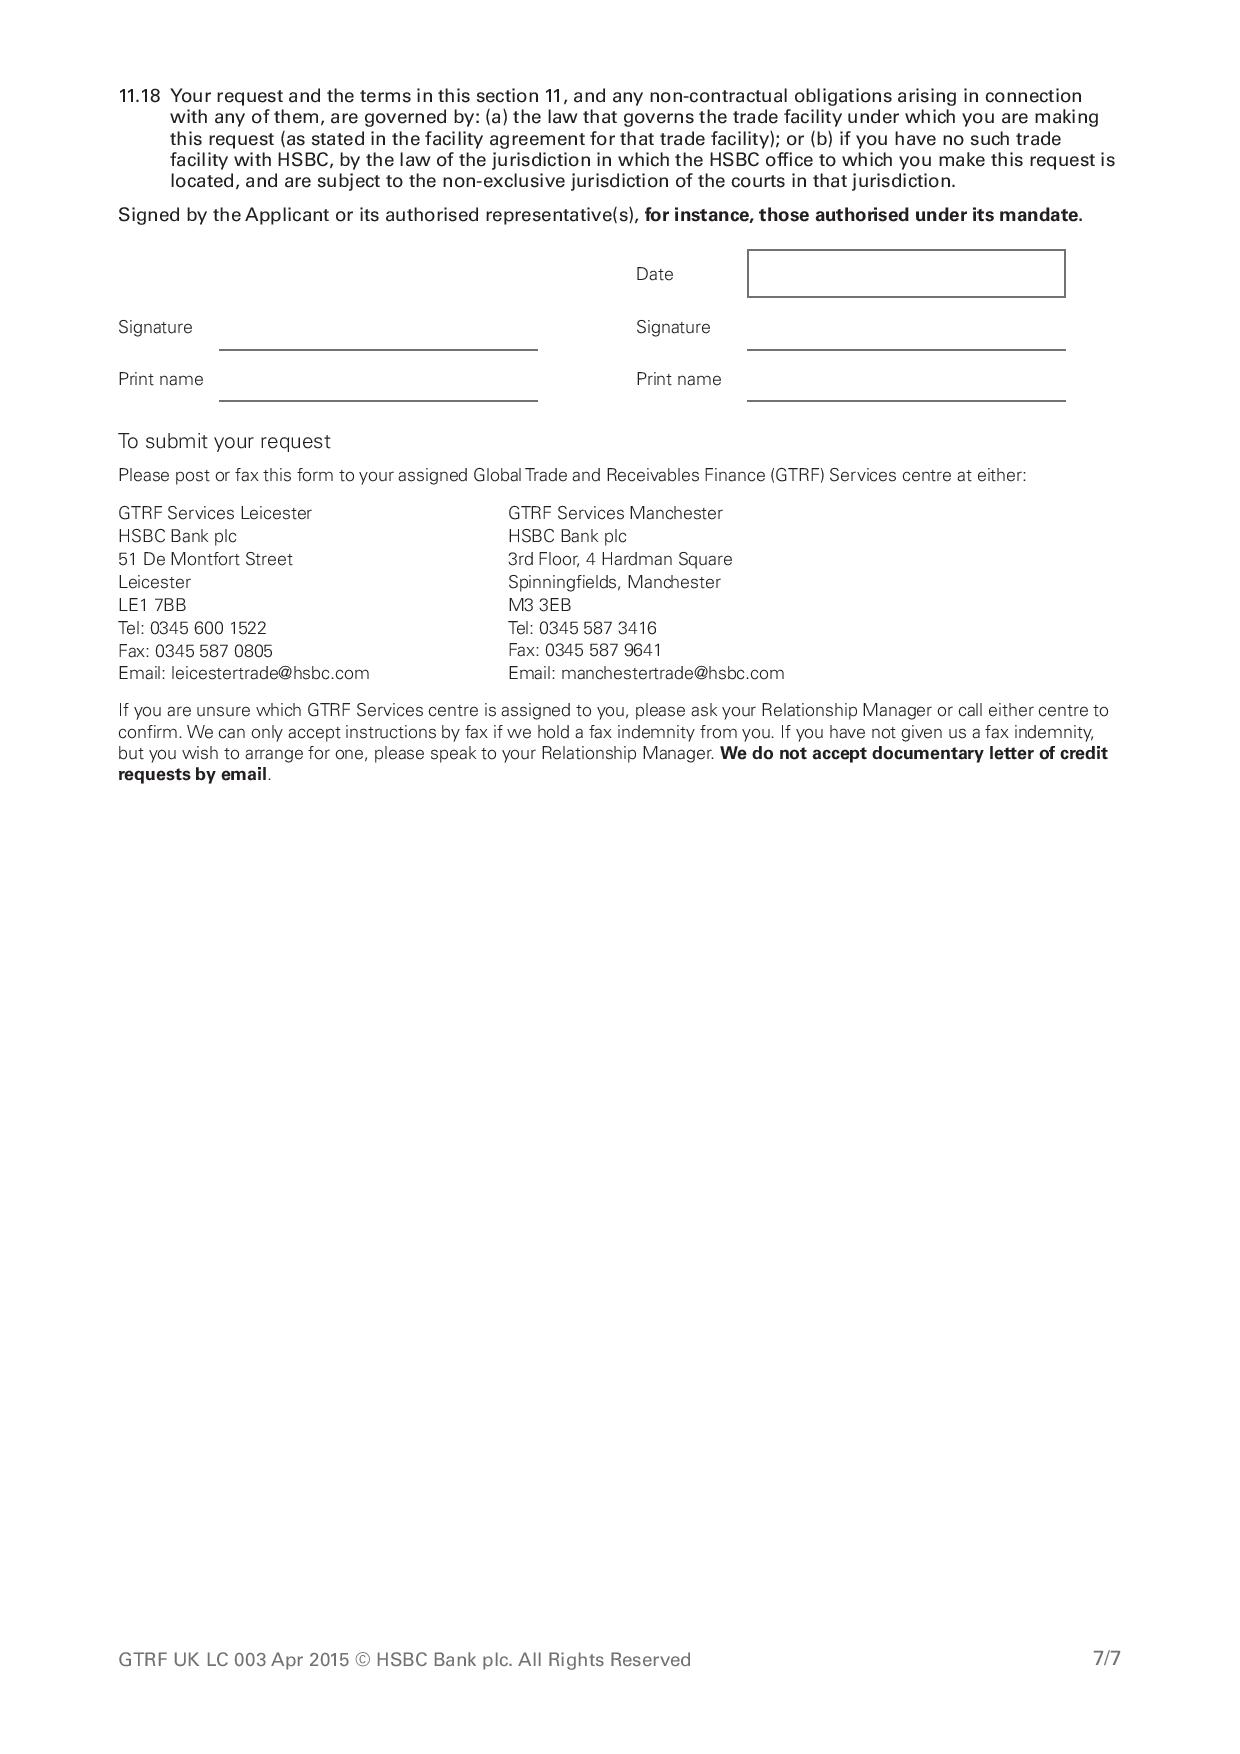 11.18 Your request and the terms in this section 11, and any non-contractual obligations arising in connection
with any of them, are governed by: (a) the law that governs the trade facility under which you are making
this request (as stated in the facility agreement for that trade facility); or (b) if you have no such trade
facility with HSBC, by the law of the jurisdiction in which the HSBC office to which you make this request is
located, and are subject to the non-exclusive jurisdiction of the courts in that jurisdiction.
Signed by the Applicant or its authorised representative(s), for instance, those authorised under its mandate.
Date
Signature
Signature
Print name
Print name
To submit your request
Please post or fax this form to your assigned Global Trade and Receivables Finance (GTRF) Services centre at either:
GTRF Services Leicester
HSBC Bank plc
51 De Montfort Street
Leicester
LE1 7BB
Tel: 0345 600 1522
Fax: 0345 587 0805
Email: leicestertrade@hsbc.com
GTRF Services Manchester
HSBC Bank plc
3rd Floor, 4 Hardman Square
Spinningfields, Manchester
M3 3EB
Tel: 0345 587 3416
Fax: 0345 587 9641
Email: manchestertrade@hsbc.com
If you are unsure which GTRF Services centre is assigned to you, please ask your Relationship Manager or call either centre to
confirm. We can only accept instructions by fax if we hold a fax indemnity from you. If you have not given us a fax indemnity,
but you wish to arrange for one, please speak to your Relationship Manager. We do not accept documentary letter of credit
requests by email.
GTRF UK LC 003 Apr 2015 © HSBC Bank plc. All Rights Reserved
7/7